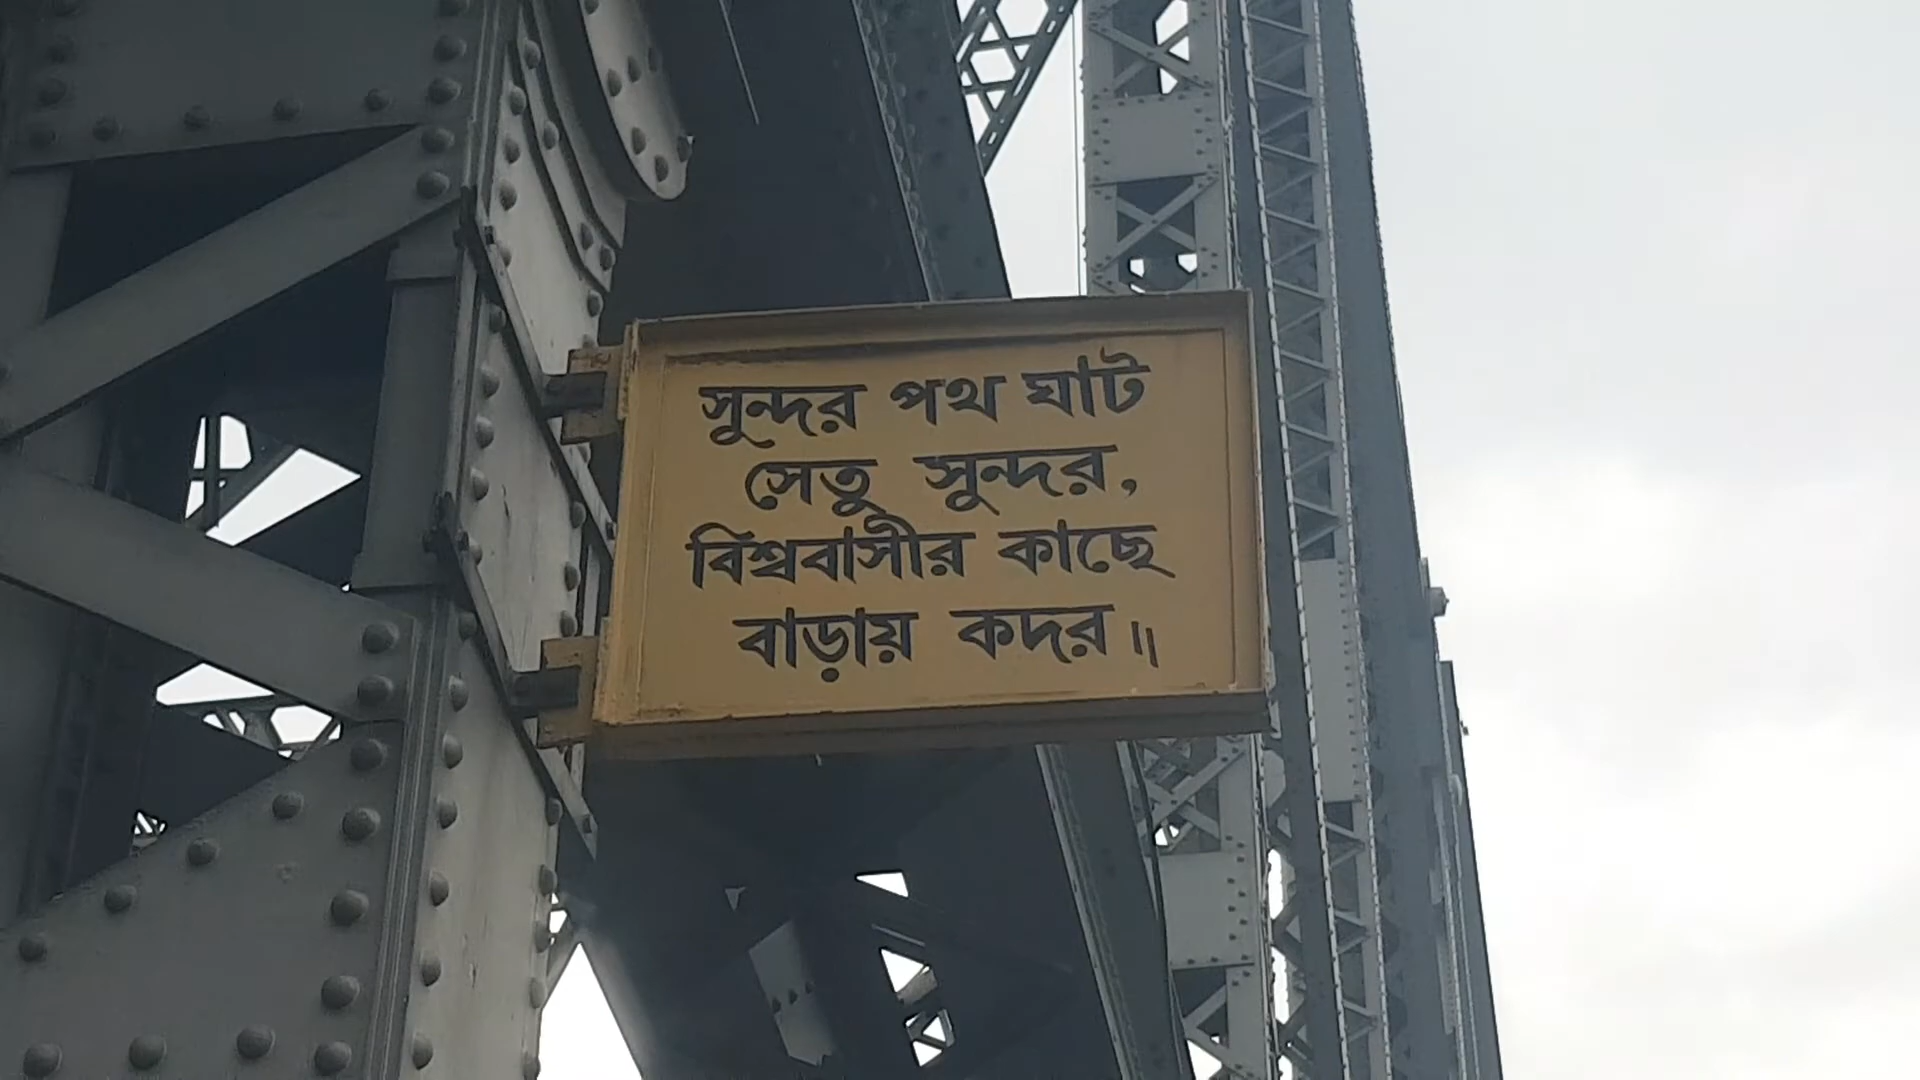 সুন্দর পথ ঘাট
সেতু সুন্দর,
বিশ্ববাসীর কাছে
বাড়ায় কদর॥